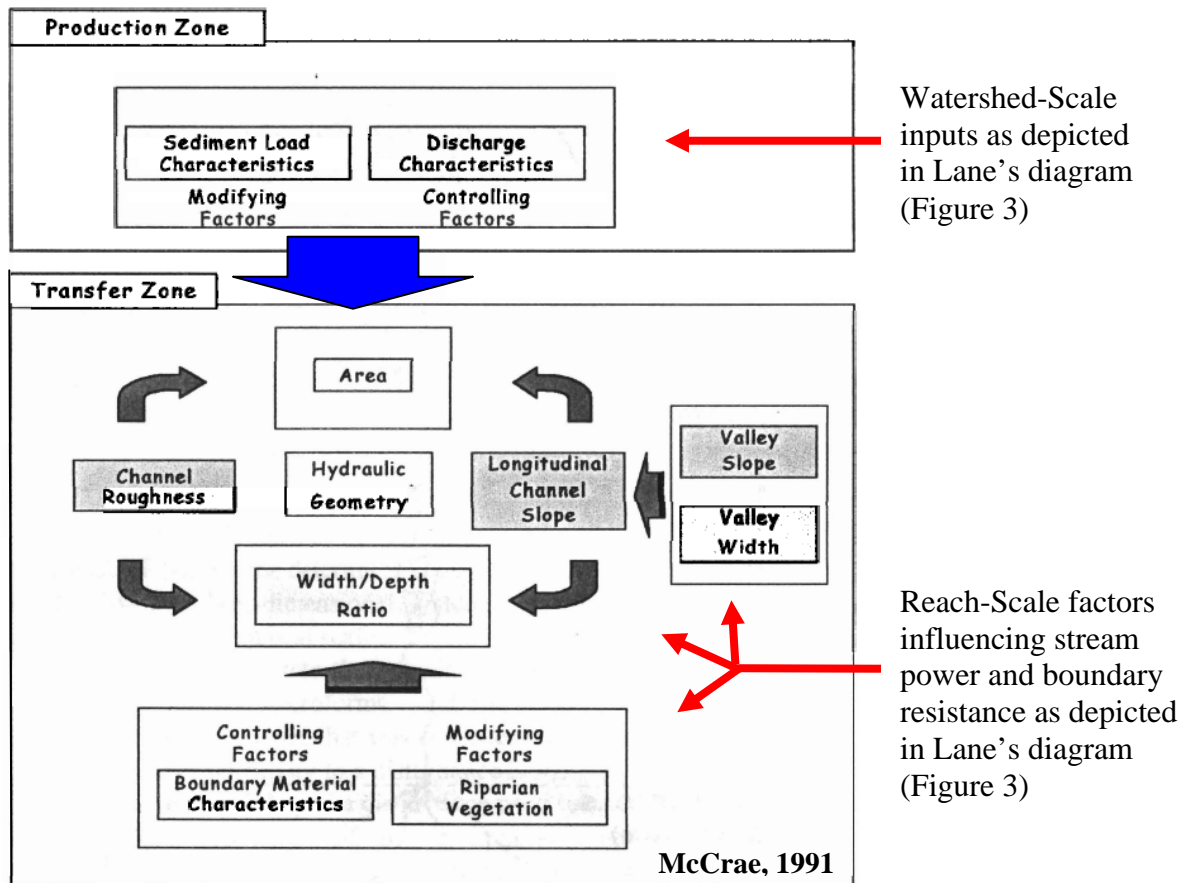 Production Zone
Sediment Load
Characteristics
Discharge
Characteristics
Modifying
Factors
Controlling
Factors
Watershed-Scale
inputs as depicted
in Lane’s diagram
(Figure 3)
Transfer Zone
Area
Channel
Roughness
Hydraulic
Geometry
Longitudinal
Channel
Slope
Valley
Slope
Valley
Width
Width/Depth
Ratio
Controlling
Factors
Boundary Material
Characteristics
Modifying
Factors
Riparian
Vegetation
Reach-Scale factors
influencing stream
power and boundary
resistance as depicted
in Lane’s diagram
(Figure 3)
McCrae, 1991